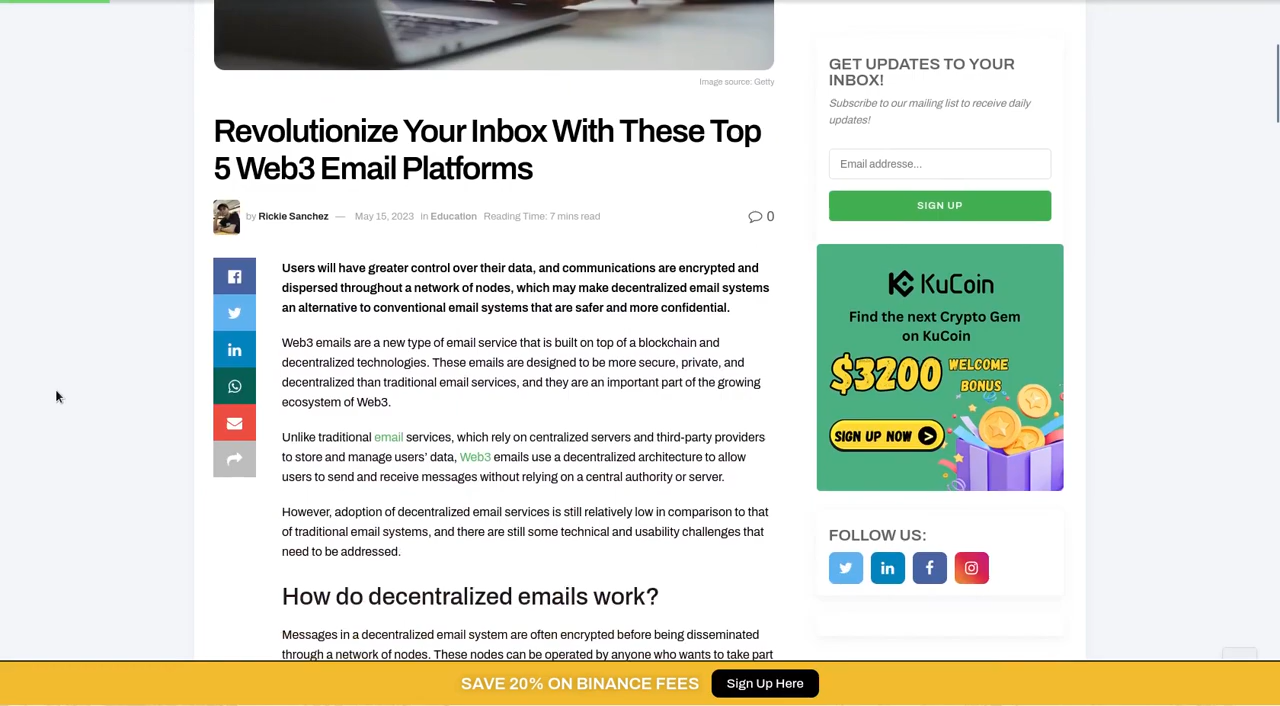 Image source: Getty
Revolutionize Your Inbox With These Top
5 Web3 Email Platforms
by Rickie Sanchez — May 15, 2023 in Education Reading Time: 7 mins read
0
Users will have greater control over their data, and communications are encrypted and
dispersed throughout a network of nodes, which may make decentralized email systems
an alternative to conventional email systems that are safer and more confidential.
Web3 emails are a new type of email service that is built on top of a blockchain and
decentralized technologies. These emails are designed to be more secure, private, and
decentralized than traditional email services, and they are an important part of the growing
ecosystem of Web3.
Unlike traditional email services, which rely on centralized servers and third-party providers
to store and manage users' data, Web3 emails use a decentralized architecture to allow
users to send and receive messages without relying on a central authority or server.
However, adoption of decentralized email services is still relatively low in comparison to that
of traditional email systems, and there are still some technical and usability challenges that
need to be addressed.
How do decentralized emails work?
Messages in a decentralized email system are often encrypted before being disseminated
through a network of nodes. These nodes can be operated by anyone who wants to take part
GET UPDATES TO YOUR
INBOX!
Subscribe to our mailing list to receive daily
updates!
Email addresse...
SIGN UP
KuCoin
Find the next Crypto Gem
on KuCoin
$3200 WELCOME
BONUS
SIGN UP NOW
FOLLOW US:
SAVE 20% ON BINANCE FEES
Sign Up Here